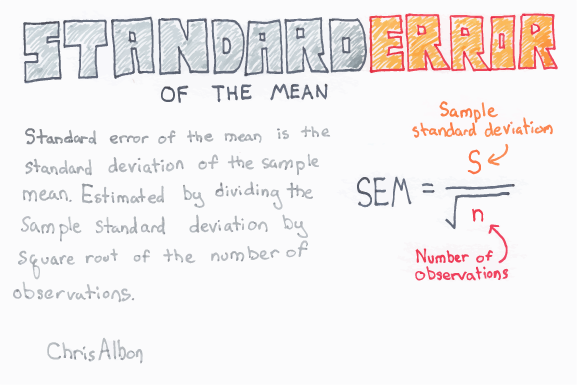 STANDARD ERROR
OF THE MEAN
Standard error of the mean is the
standard deviation of the sample
mean. Estimated by dividing the
Sample standard deviation by
square root of the number of
observations.
Sample
standard deviation
S
SEM = —
√n
Number of
observations
Chris Albon